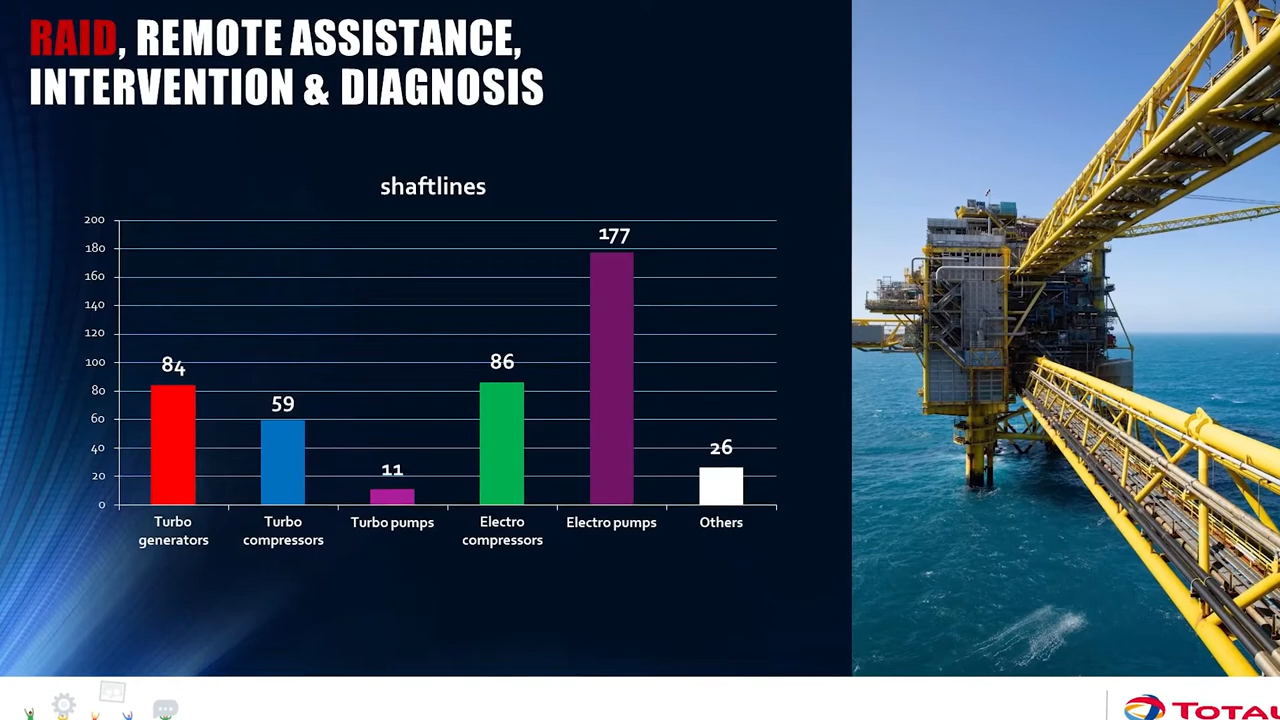 RAID, REMOTE ASSISTANCE,
INTERVENTION & DIAGNOSIS
shaftlines
200
180
160
140
120
100
80
60
40
20
0
84
59
11
86
177
26
Turbo
generators
Turbo
compressors
Turbo pumps
Electro
compressors
Electro pumps
Others
TOTAL